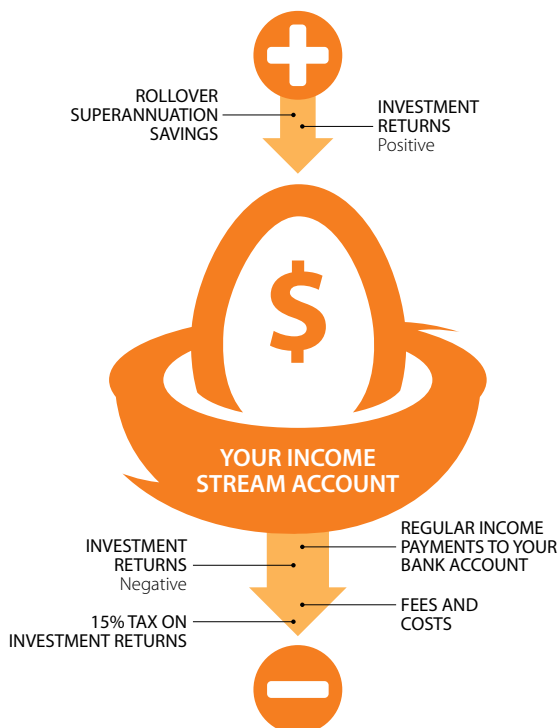 ROLLOVER
SUPERANNUATION
SAVINGS
INVESTMENT
RETURNS
Positive
$
YOUR INCOME
STREAM ACCOUNT
INVESTMENT
RETURNS
Negative
REGULAR INCOME
PAYMENTS TO YOUR
BANK ACCOUNT
15% TAX ON
INVESTMENT RETURNS
FEES AND
COSTS